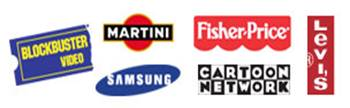 BLOCKBUSTER
VIDEO
MARTINI
SAMSUNG
Fisher-Price®
CARTOON
NETWORK
LEVI'S®